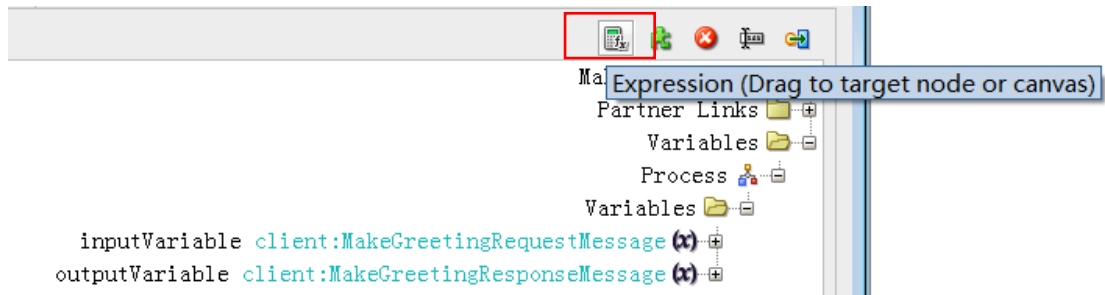 Ma
Expression (Drag to target node or canvas)
Partner Links
Variables
Process
Variables
inputVariable client:MakeGreetingRequestMessage (x)
outputVariable client:MakeGreetingResponseMessage (x)